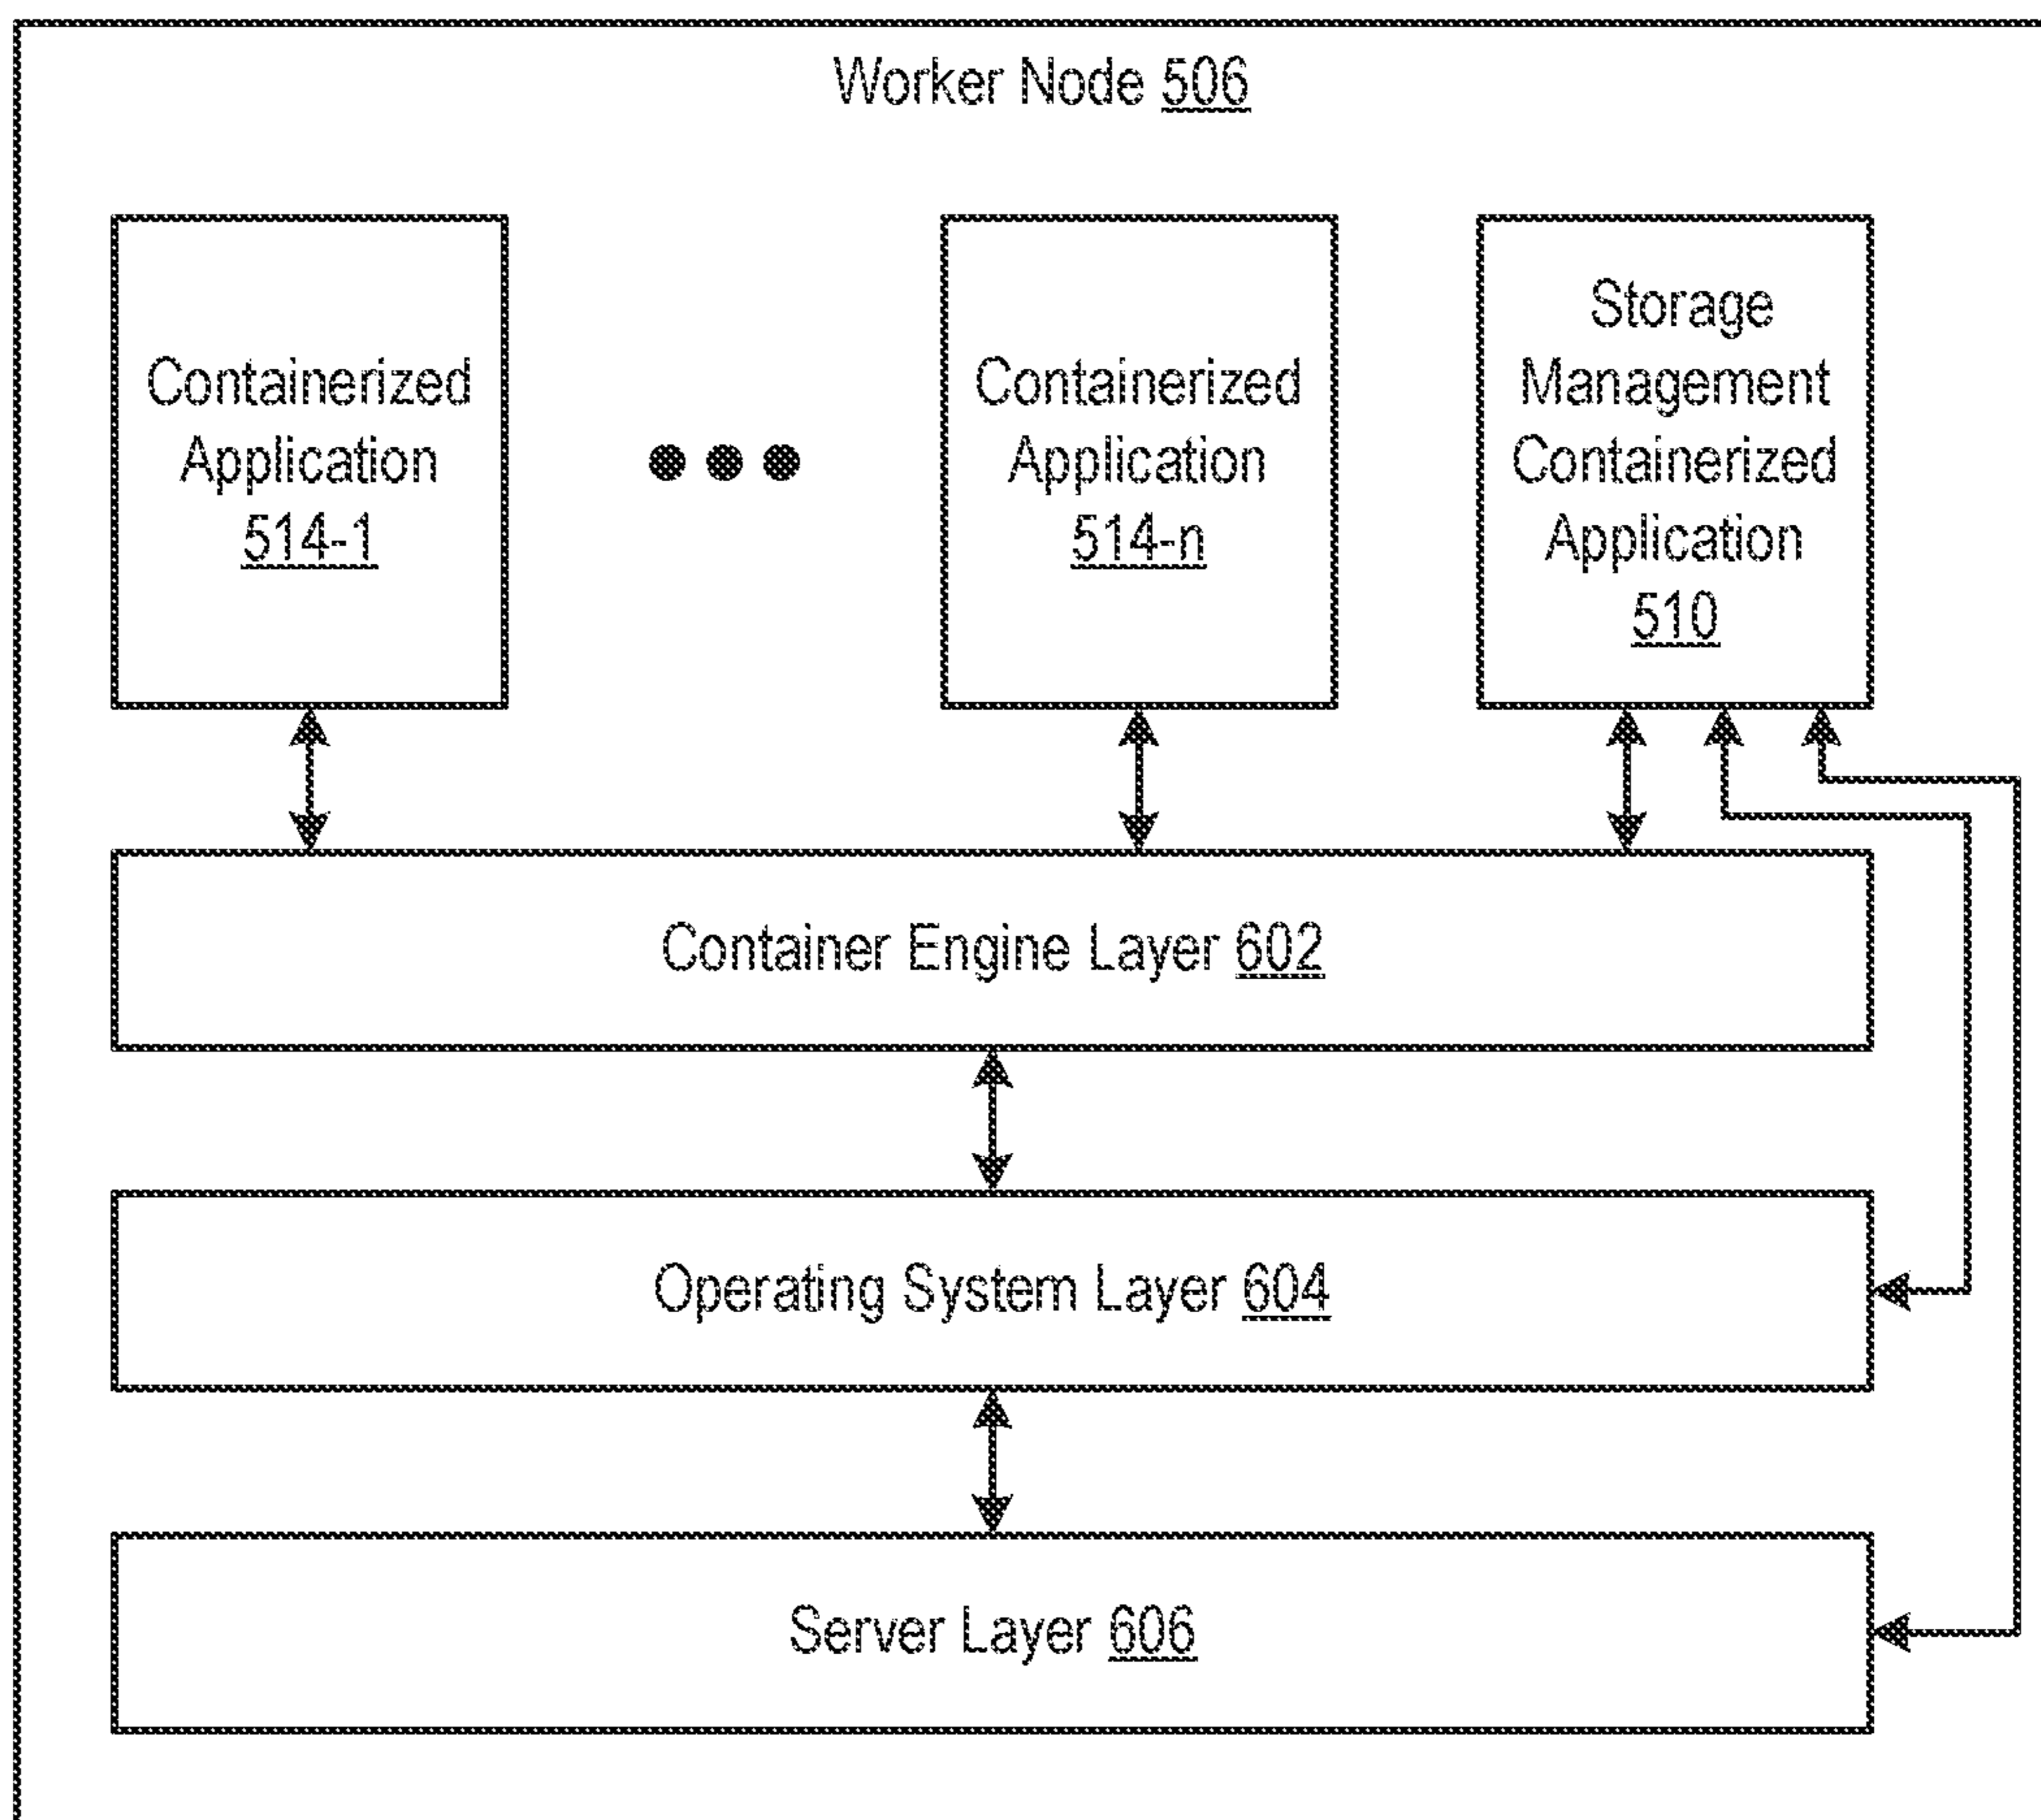 Worker Node 506
Containerized
Application
514-1
Containerized
Application
514-n
Storage
Management
Containerized
Application
510
Container Engine Layer 602
Operating System Layer 604
Server Layer 606